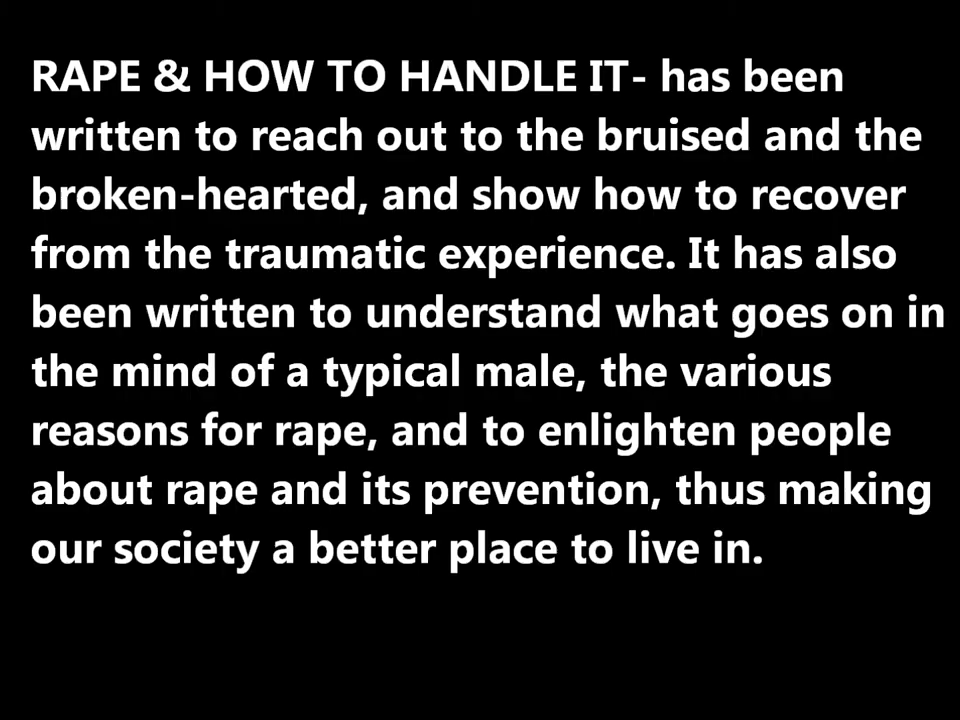 RAPE & HOW TO HANDLE IT- has been
written to reach out to the bruised and the
broken-hearted, and show how to recover
from the traumatic experience. It has also
been written to understand what goes on in
the mind of a typical male, the various
reasons for rape, and to enlighten people
about rape and its prevention, thus making
our society a better place to live in.